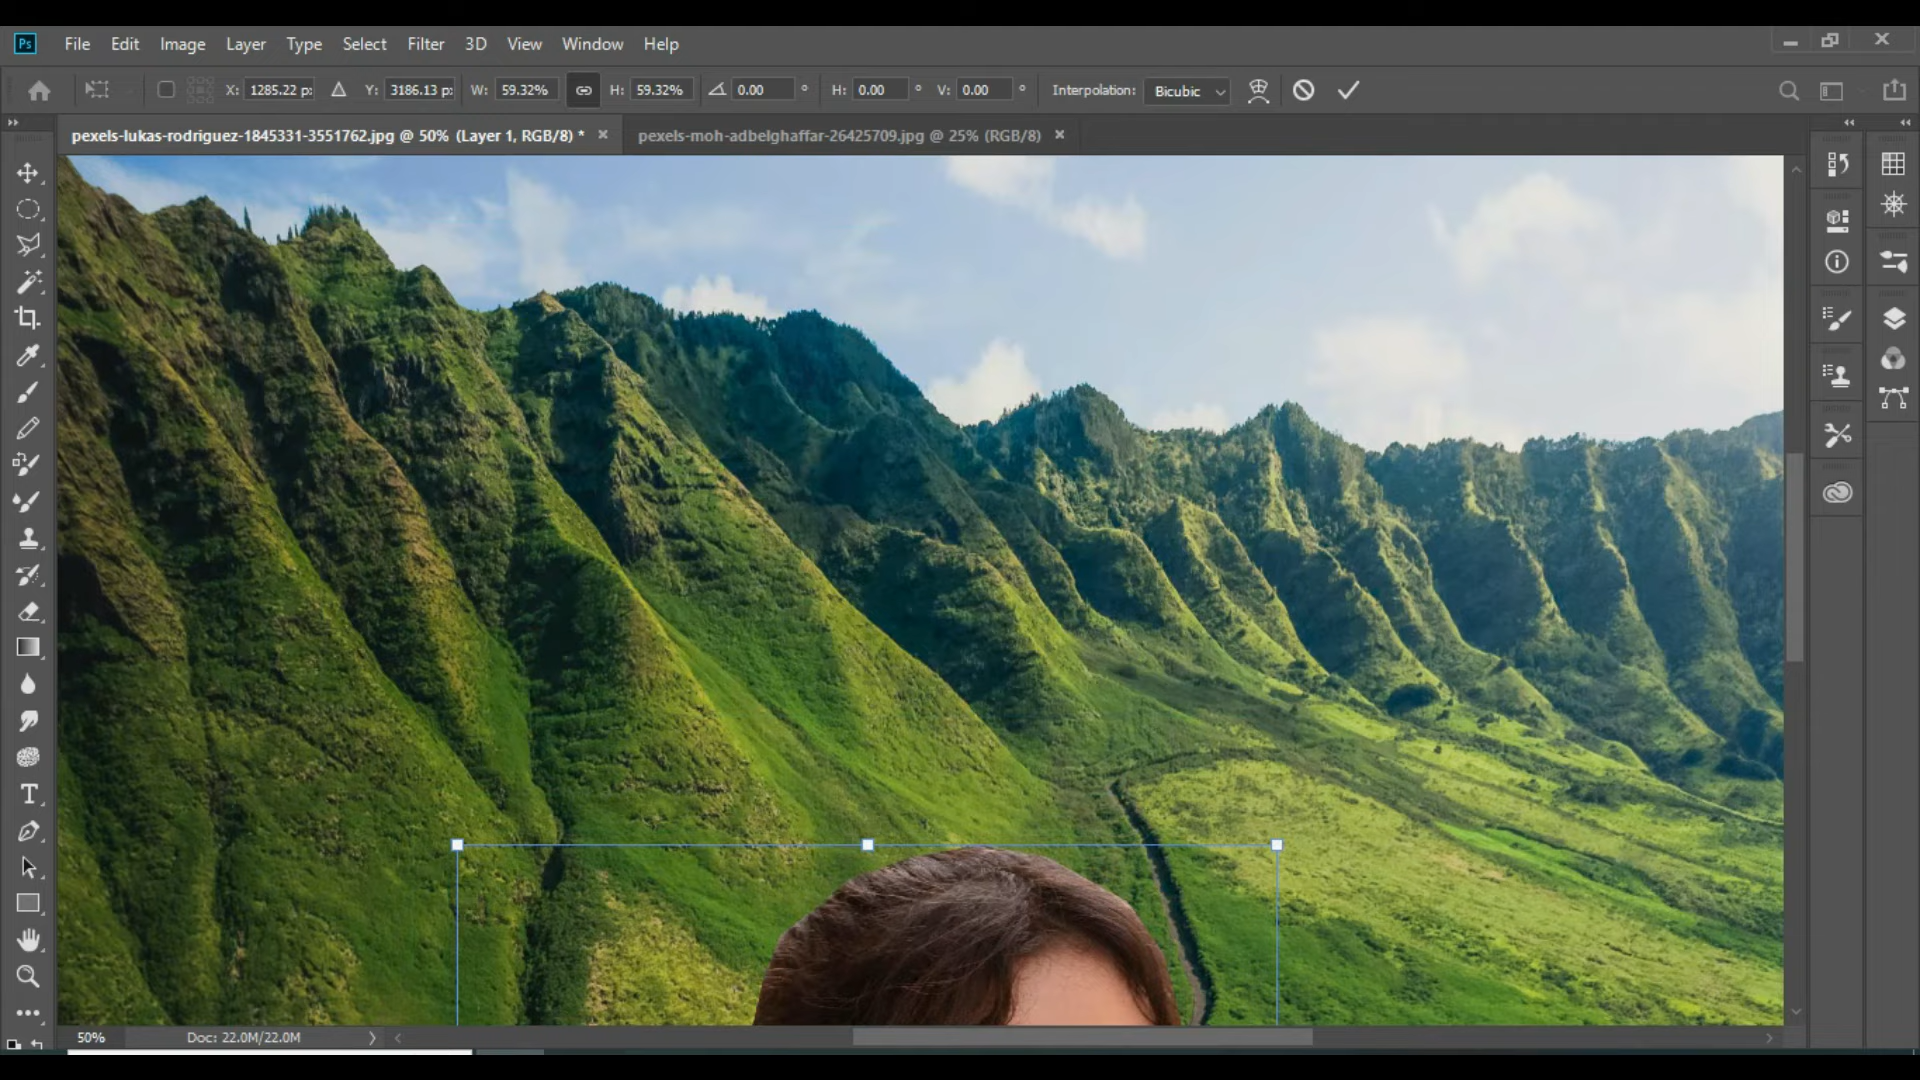 Ps File Edit Image Layer Type Select Filter 3D View Window Help
X: 1285.22 p: Y: 3186.13 p: W: 59.32% H: 59.32% 0.00 ° H: 0.00 ° V: 0.00 ° Interpolation: Bicubic
pexels-lukas-rodriguez-1845331-3551762.jpg @ 50% (Layer 1, RGB/8) * × pexels-moh-adbelghaffar-26425709.jpg @ 25% (RGB/8) ×
50% Doc: 22.0M/22.0M